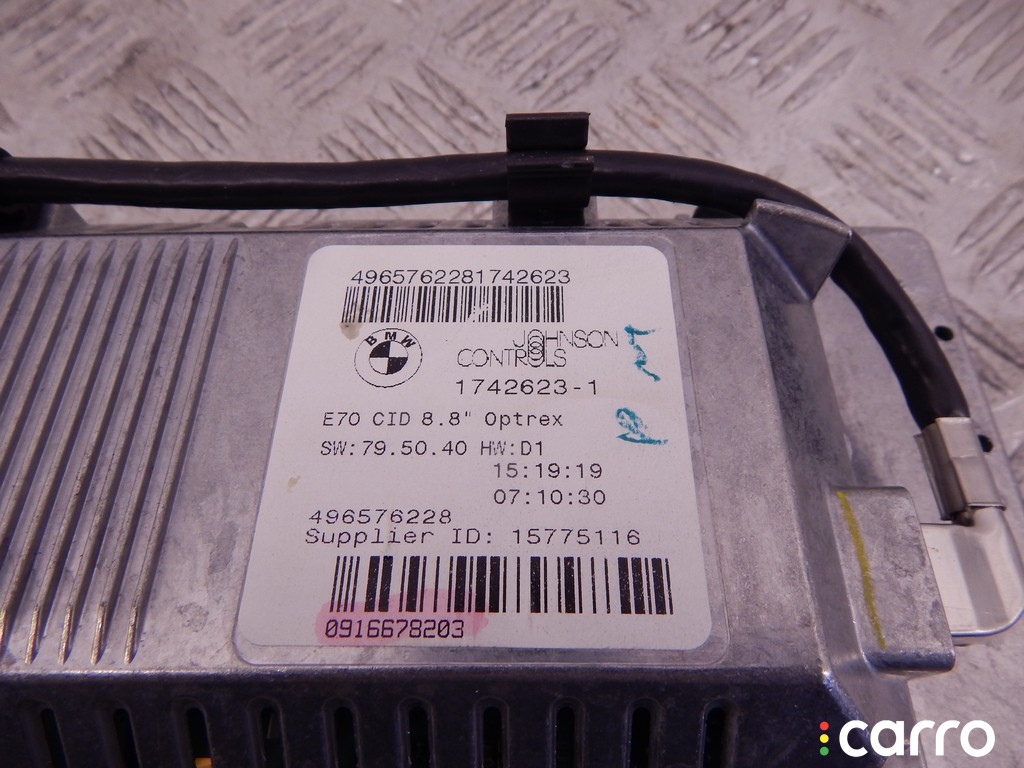 4965762281742623
BMW
JOHNSON
CONTROLS
1742623-1
E70 CID 8.8" Optrex
SW:79.50.40 HW:D1
15:19:19
07:10:30
496576228
Supplier ID: 15775116
0916678203
carro